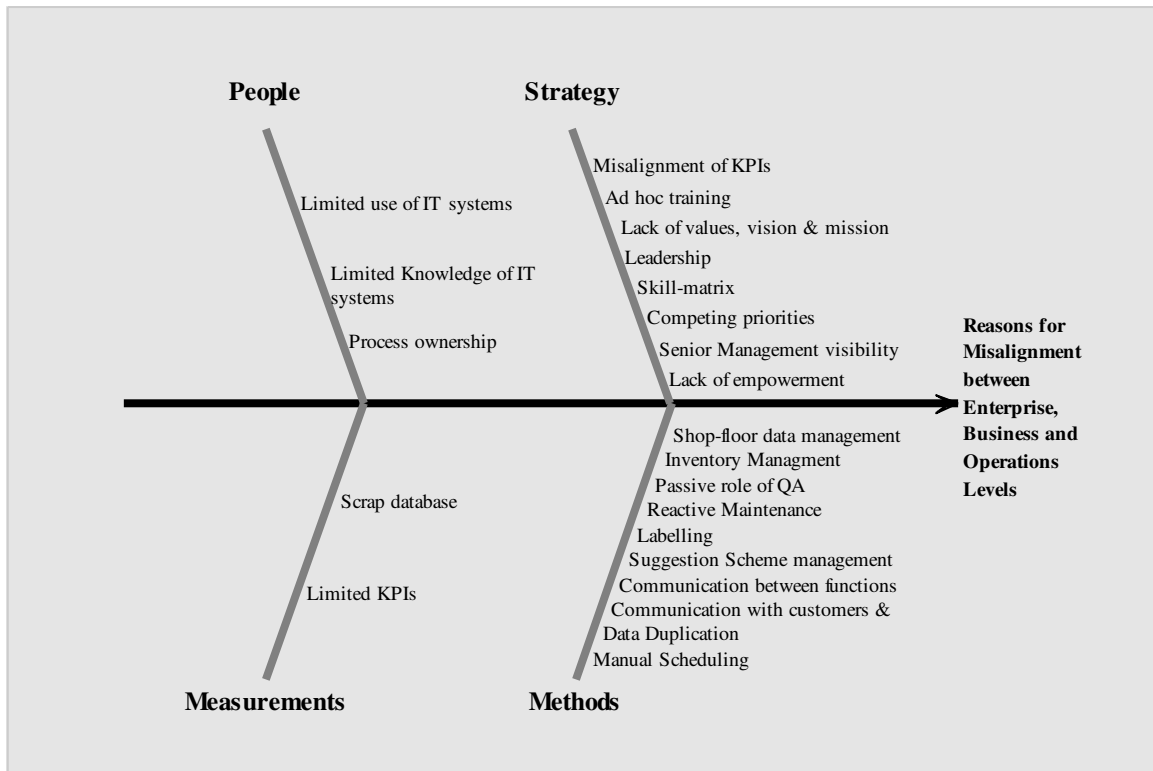 People
Strategy
Limited use of IT systems
Limited Knowledge of IT
systems
Process ownership
Misalignment of KPIs
Ad hoc training
Lack of values, vision & mission
Leadership
Skill-matrix
Competing priorities
Senior Management visibility
Lack of empowerment
Reasons for
Misalignment
between
Enterprise,
Business and
Operations
Levels
Scrap database
Limited KPIs
Shop-floor data management
Inventory Managment
Passive role of QA
Reactive Maintenance
Labelling
Suggestion Scheme management
Communication between functions
Communication with customers &
Data Duplication
Manual Scheduling
Measurements
Methods